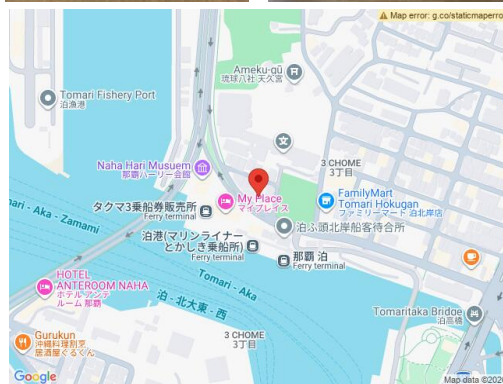 Map error: g.co/staticmaperro
Ameku-gū
琉球八社 天久宮
Tomari Fishery Port
泊漁港
3 CHOME
3丁目
Naha Hari Musuem
那覇ハーリー会館
My Place
マイプレイス
FamilyMart
Tomari Hokugan
ファミリーマート 泊北岸店
タクマ3乗船券販売所
Ferry terminal
泊ふ頭北岸船客待合所
泊港(マリンライナー
とかしき乗船所)
Ferry terminal
那覇 泊
Ferry terminal
ri - Aka - Zamami
HOTEL
ANTEROOM NAHA
ホテル アンテ
ルーム 那覇
Tomari - Aka
泊 - 北大東 - 西
Tomaritaka Bridge
泊高橋
Gurukun
沖縄料理割烹
居酒屋ぐるくん
3 CHOME
3丁目
Google
Map data ©202